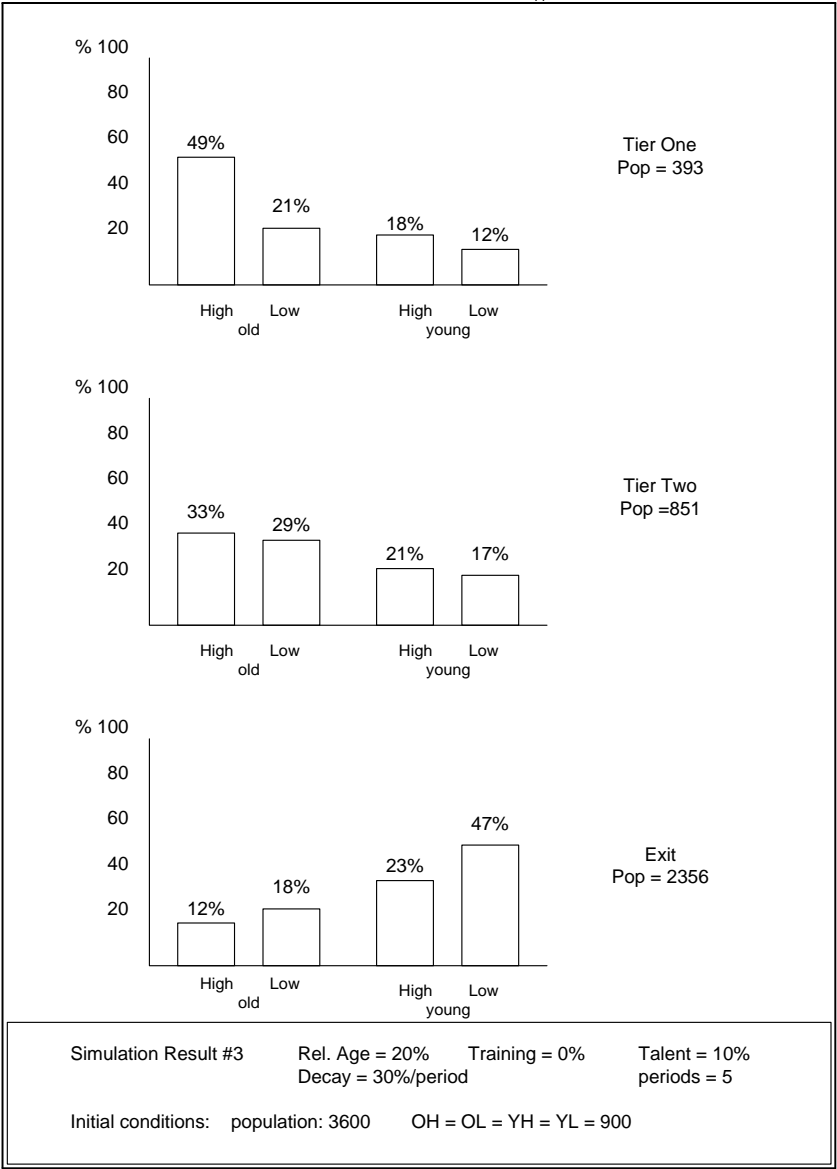 % 100
80
60
40
20
49%
21%
18%
12%
High Low High Low
old young
Tier One
Pop = 393
% 100
80
60
40
20
33%
29%
21%
17%
High Low High Low
old young
Tier Two
Pop =851
% 100
80
60
40
20
12%
18%
23%
47%
High Low High Low
old young
Exit
Pop = 2356
Simulation Result #3 Rel. Age = 20% Training = 0% Talent = 10%
Decay = 30%/period periods = 5
Initial conditions: population: 3600 OH = OL = YH = YL = 900